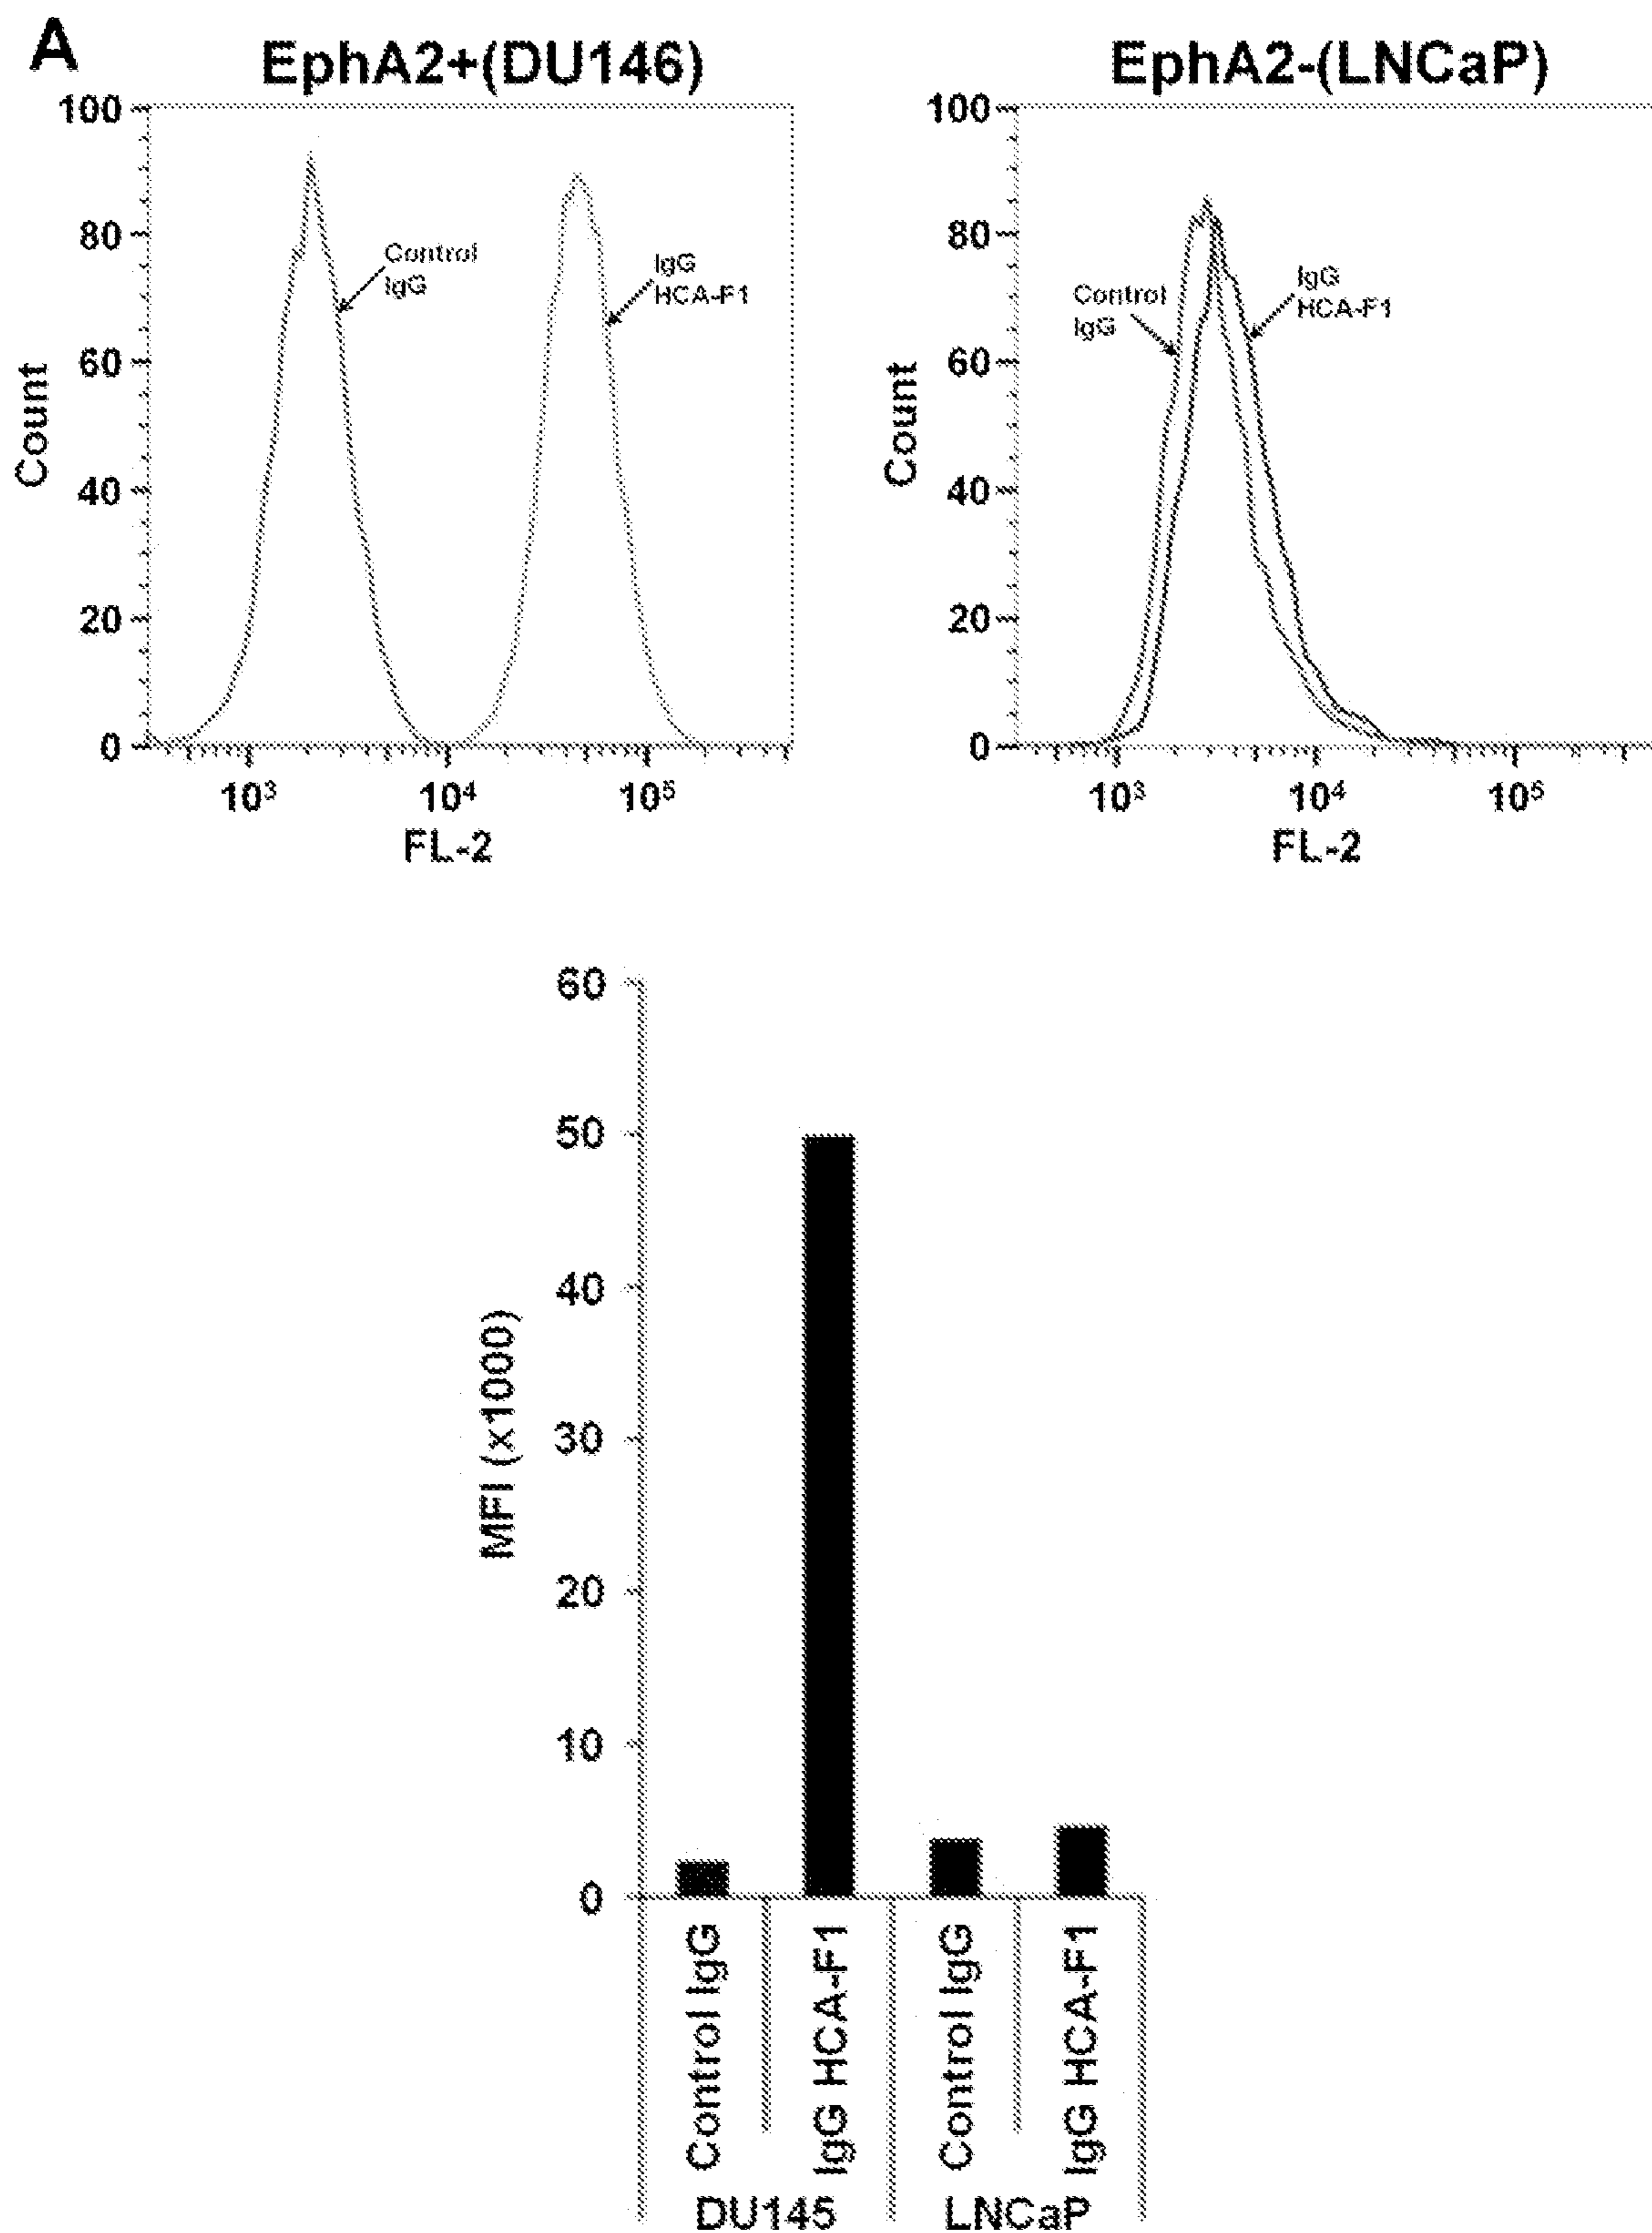 A
EphA2+(DU146)
100
80
60
40
20
0
Count
Control
IgG
IgG
HCA-F1
10³
10⁴
10⁵
FL-2
EphA2-(LNCaP)
100
80
60
40
20
0
Count
Control
IgG
IgG
HCA-F1
10³
10⁴
10⁵
FL-2
60
50
40
30
20
10
0
MFI (x1000)
Control IgG
IgG HCA-F1
Control IgG
IgG HCA-F1
DU145
LNCaP